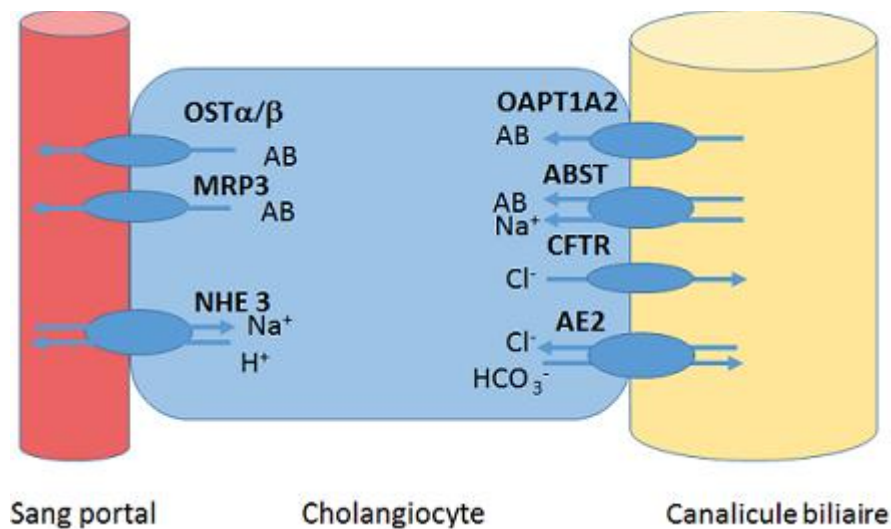 OSTα/β
AB
MRP3
AB
NHE 3
Na⁺
H⁺
OAPT1A2
AB
ABST
AB
Na⁺
CFTR
Cl⁻
AE2
Cl⁻
HCO₃⁻
Sang portal
Cholangiocyte
Canalicule biliaire